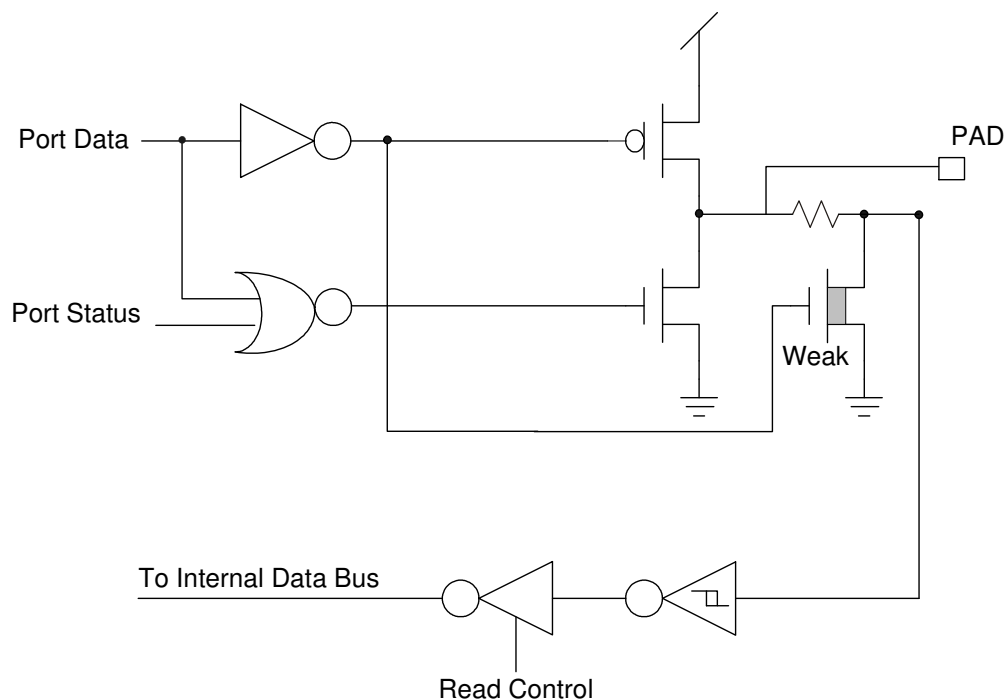 Port Data
PAD
Port Status
Weak
To Internal Data Bus
Read Control